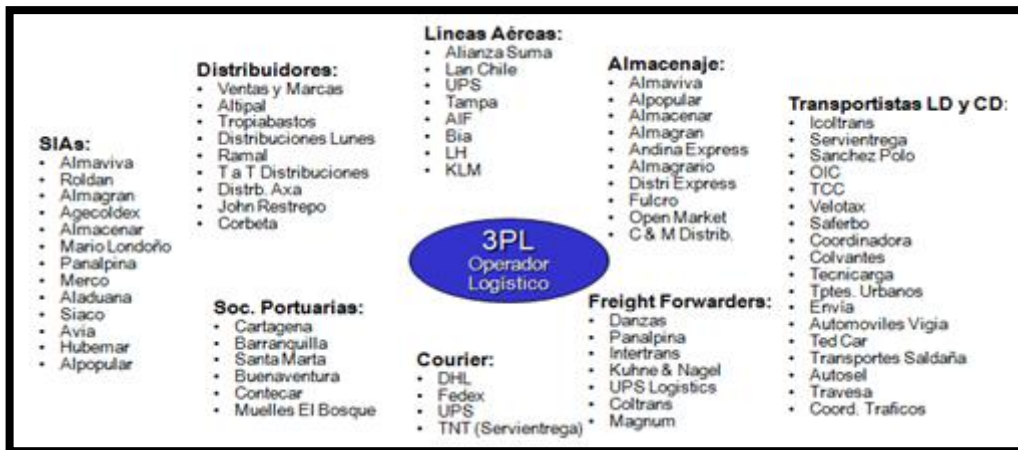 Líneas Aéreas:
• Alianza Suma
• Lan Chile
• UPS
• Tampa
• AIF
• Bia
• LH
• KLM
Distribuidores:
• Ventas y Marcas
• Altipal
• Tropiabastos
• Distribuciones Lunes
• Ramal
• T a T Distribuciones
• Distrb. Axa
• John Restrepo
• Corbeta
Almacenaje:
• Almaviva
• Alpopular
• Almacenar
• Almagran
• Andina Express
• Almagrario
• Distri Express
• Fulcro
• Open Market
• C & M Distrib.
Transportistas LD y CD:
• Icoltrans
• Servientrega
• Sanchez Polo
• OIC
• TCC
• Velotax
• Saferbo
• Coordinadora
• Colvantes
• Tecnicarga
• Tptes. Urbanos
• Envía
• Automoviles Vigia
• Ted Car
• Transportes Saldaña
• Autosel
• Travesa
• Coord. Traficos
SIAs:
• Almaviva
• Roldan
• Almagran
• Agecoldex
• Almacenar
• Mario Londoño
• Panalpina
• Merco
• Aladuana
• Siaco
• Avia
• Hubemar
• Alpopular
3PL
Operador
Logístico
Soc. Portuarias:
• Cartagena
• Barranquilla
• Santa Marta
• Buenaventura
• Contecar
• Muelles El Bosque
Courier:
• DHL
• Fedex
• UPS
• TNT (Servientrega)
Freight Forwarders:
• Danzas
• Panalpina
• Intertrans
• Kuhne & Nagel
• UPS Logistics
• Coltrans
• Magnum